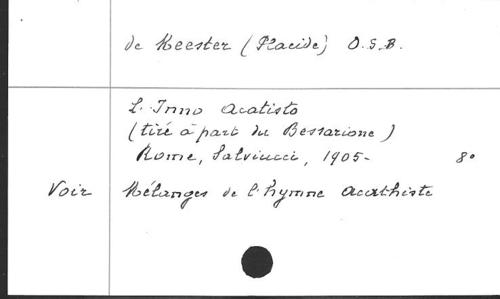 de Meester (Placide) O.S.B.
L. Inno Acatisto
(tiré à part du Bessarione)
Rome, Salviucci, 1905- 8°
Voir Mélanges de l'hymne Acathiste